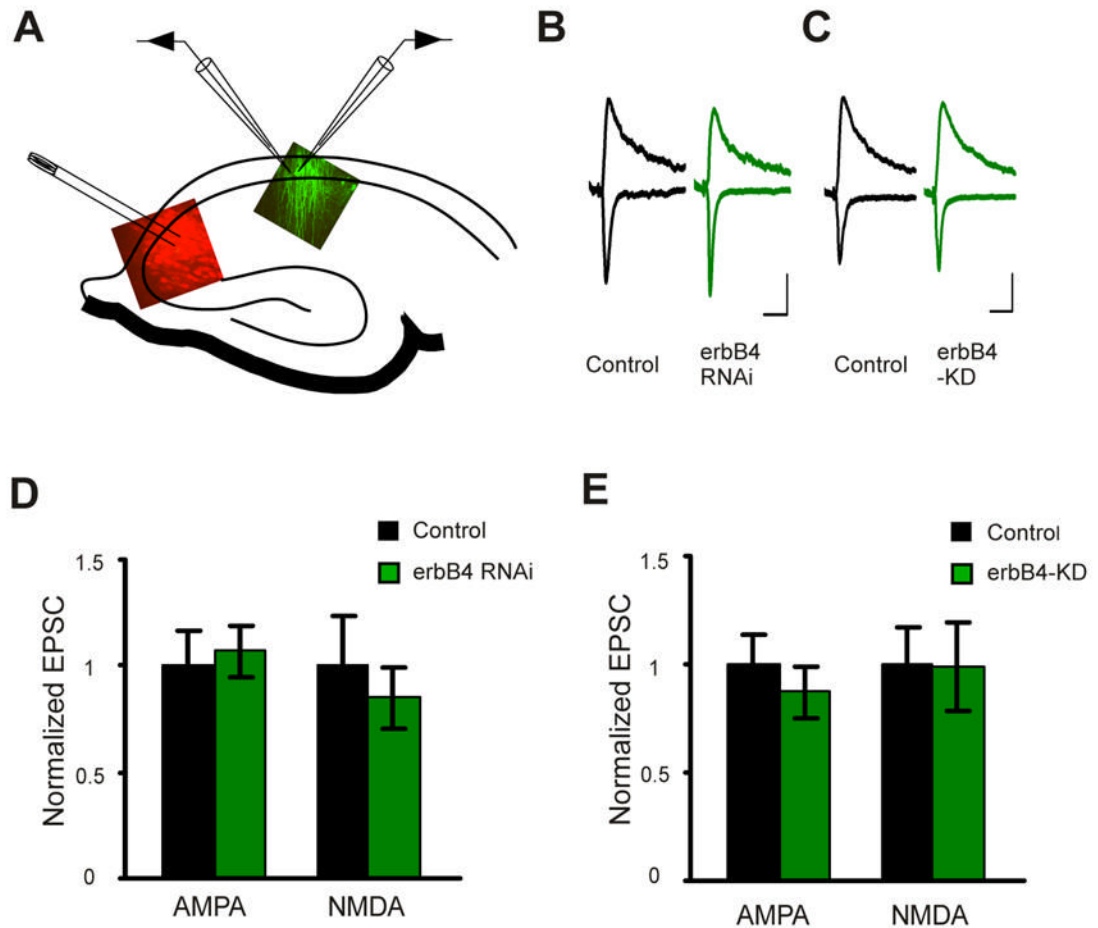 A
B
C
Control
erbB4
RNAi
Control
erbB4
-KD
D
Control
erbB4 RNAi
Normalized EPSC
1.5
1
0.5
0
AMPA
NMDA
E
Control
erbB4-KD
Normalized EPSC
1.5
1
0.5
0
AMPA
NMDA